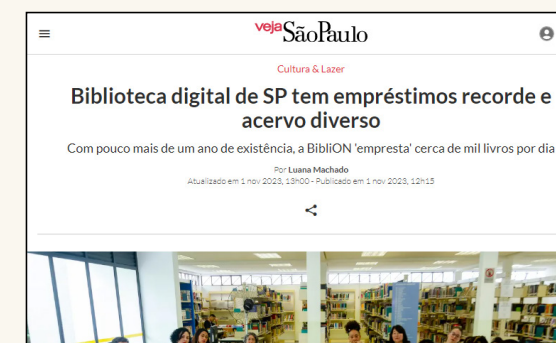 vejaSãoPaulo
Cultura & Lazer
Biblioteca digital de SP tem empréstimos recorde e
acervo diverso
Com pouco mais de um ano de existência, a BibliON 'empresta' cerca de mil livros por dia
Por Luana Machado
Atualizado em 1 nov 2023, 13h00 - Publicado em 1 nov 2023, 12h15